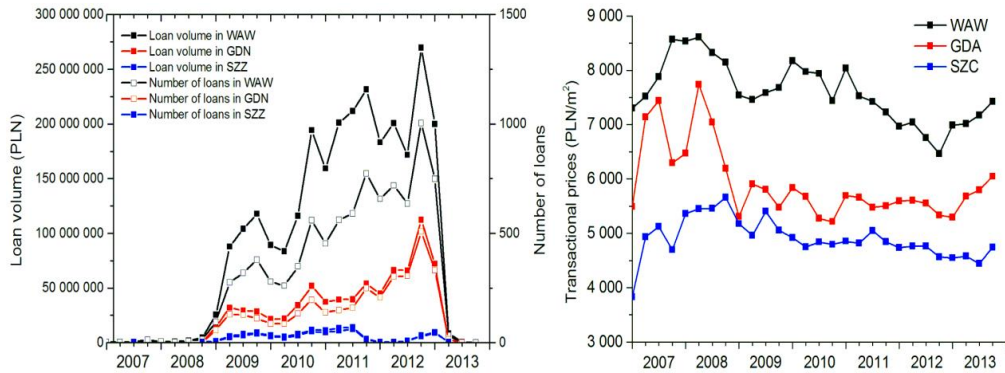 Loan volume (PLN)
300 000 000
250 000 000
200 000 000
150 000 000
100 000 000
50 000 000
0
Loan volume in WAW
Loan volume in GDN
Loan volume in SZZ
Number of loans in WAW
Number of loans in GDN
Number of loans in SZZ
1500
1000
500
0
Number of loans
2007 2008 2009 2010 2011 2012 2013
Transactional prices (PLN/m²)
9 000
8 000
7 000
6 000
5 000
4 000
3 000
WAW
GDA
SZC
2007 2008 2009 2010 2011 2012 2013